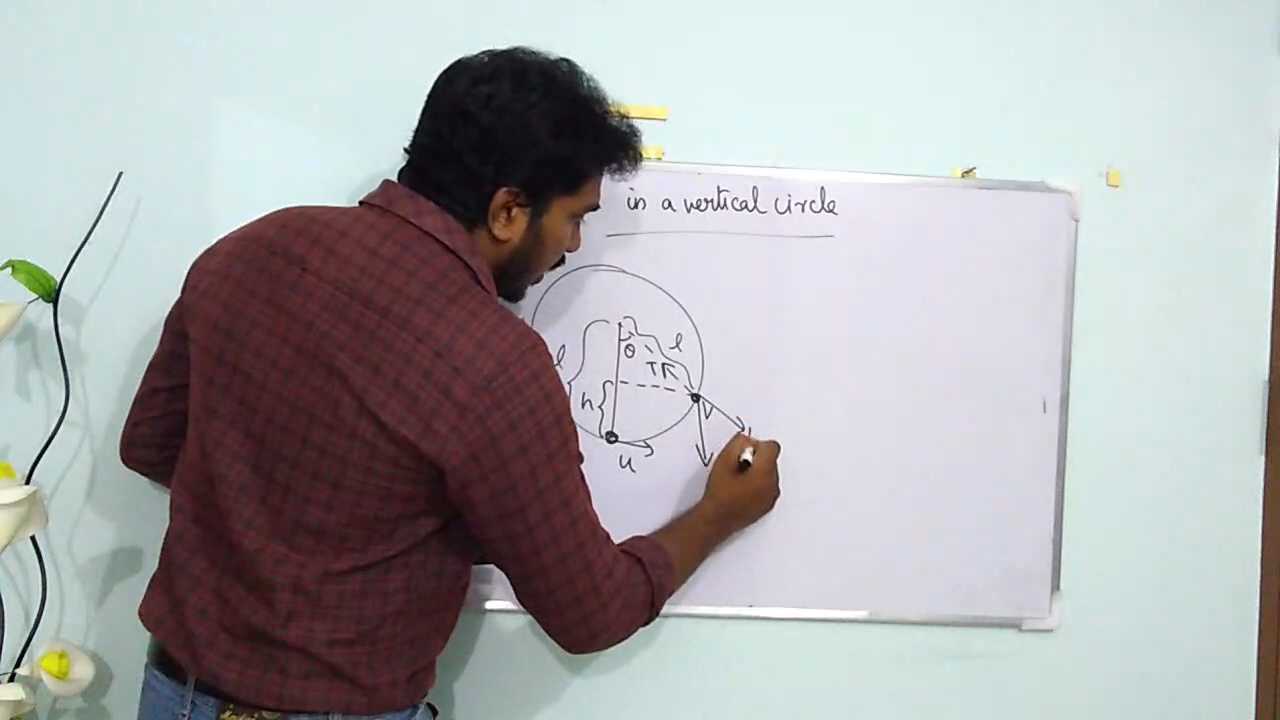 in a vertical circle
l
θ
l
T
h
u